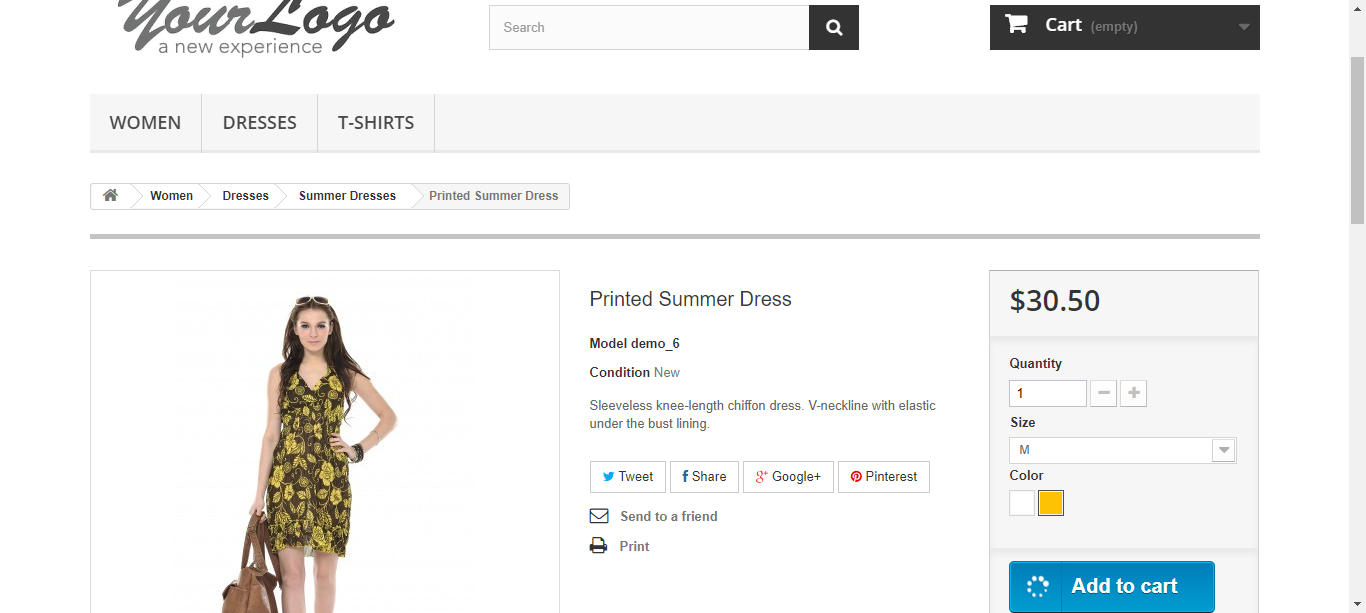 YourLogo
a new experience
Search
Cart (empty)
WOMEN DRESSES T-SHIRTS
Women Dresses Summer Dresses Printed Summer Dress
Printed Summer Dress
Model demo_6
Condition New
Sleeveless knee-length chiffon dress. V-neckline with elastic
under the bust lining.
Tweet Share Google+ Pinterest
Send to a friend
Print
$30.50
Quantity
1
Size
M
Color
Add to cart